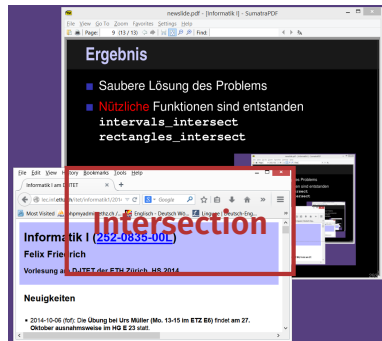 newslide.pdf - [Informatik I] - SumatraPDF
File View Go To Zoom Favorites Settings Help
Page: 9 (13 / 13) Find:
Ergebnis
Saubere Lösung des Problems
Nützliche Funktionen sind entstanden
intervals_intersect
rectangles_intersect
File Edit View History Bookmarks Tools Help
Informatik I am D-ITET
Google
Most Visited Englisch - Deutsch Wö...
Intersection
Informatik I (252-0835-00L)
Felix Friedrich
Vorlesung am D-ITET der ETH Zürich, HS 2014
Neuigkeiten
2014-10-06 (fof): Die Übung bei Urs Müller (Mo. 13-15 im ETZ E6) findet am 27.
Oktober ausnahmsweise im HG E 23 statt.